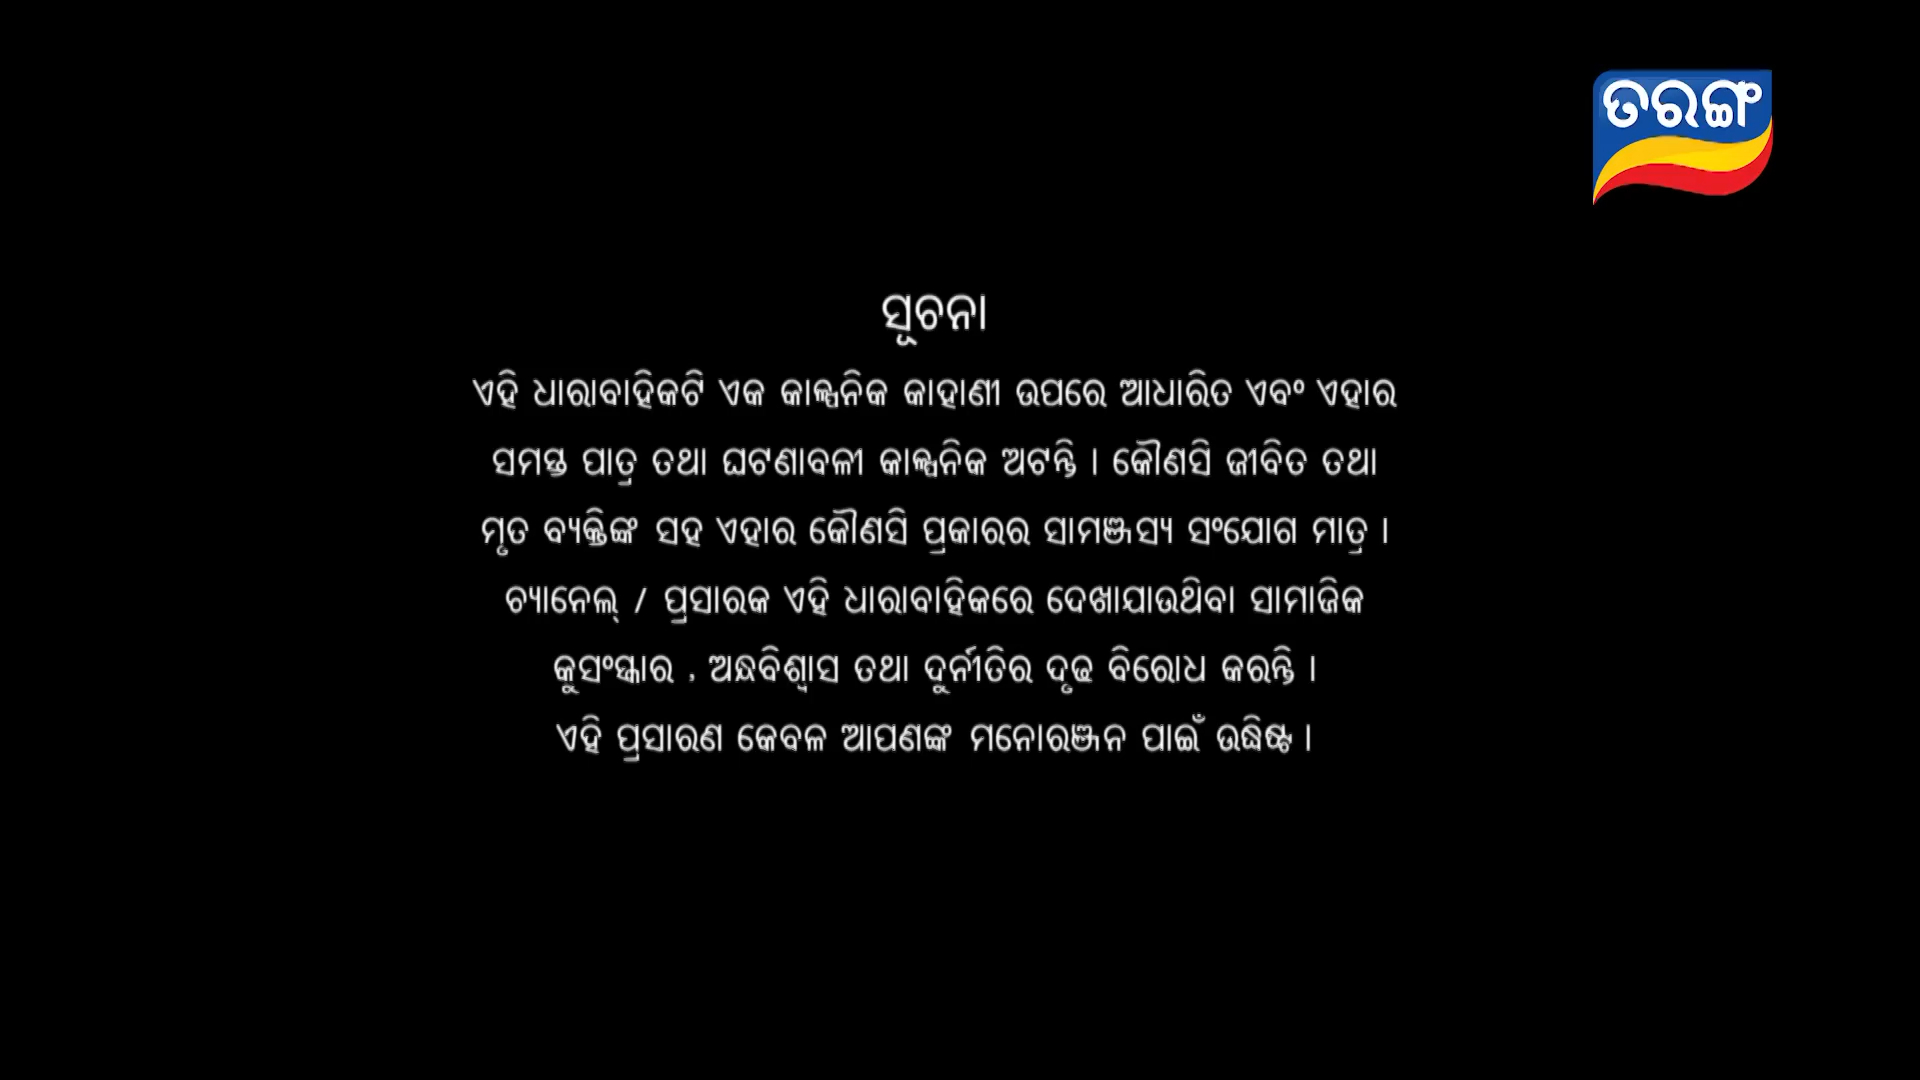 ତରଙ୍ଗ
ସୂଚନା
ଏହି ଧାରାବାହିକଟି ଏକ କାଳ୍ପନିକ କାହାଣୀ ଉପରେ ଆଧାରିତ ଏବଂ ଏହାର
ସମସ୍ତ ପାତ୍ର ତଥା ଘଟଣାବଳୀ କାଳ୍ପନିକ ଅଟନ୍ତି । କୌଣସି ଜୀବିତ ତଥା
ମୃତ ବ୍ୟକ୍ତିଙ୍କ ସହ ଏହାର କୌଣସି ପ୍ରକାରର ସାମଞ୍ଜସ୍ୟ ସଂଯୋଗ ମାତ୍ର ।
ଚ୍ୟାନେଲ୍ / ପ୍ରସାରକ ଏହି ଧାରାବାହିକରେ ଦେଖାଯାଉଥିବା ସାମାଜିକ
କୁସଂସ୍କାର , ଅନ୍ଧବିଶ୍ୱାସ ତଥା ଦୁର୍ନୀତିର ଦୃଢ ବିରୋଧ କରନ୍ତି ।
ଏହି ପ୍ରସାରଣ କେବଳ ଆପଣଙ୍କ ମନୋରଞ୍ଜନ ପାଇଁ ଉଦ୍ଧିଷ୍ଟ ।